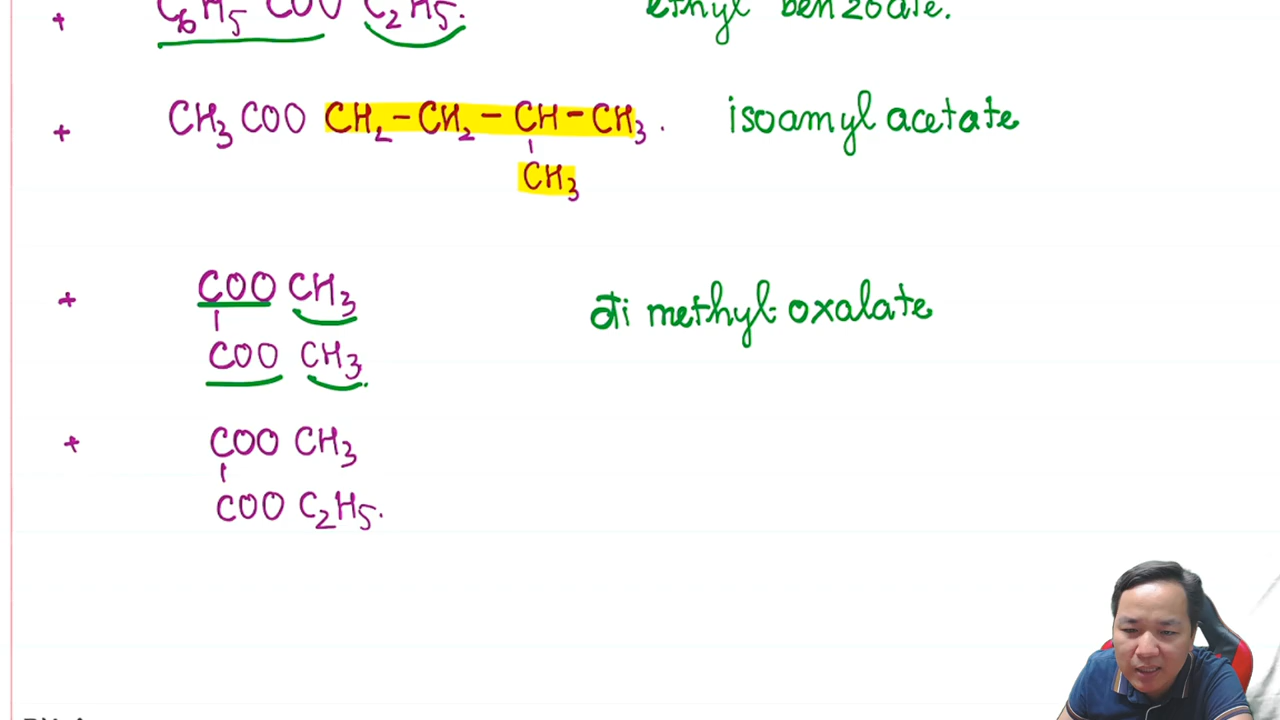 + C6H5 COO C2H5. ethyl benzoate.
+ CH3 COO CH2 - CH2 - CH - CH3. isoamyl acetate
CH3
+ COO CH3 đi methyl oxalate
COO CH3.
+ COO CH3
COO C2H5.